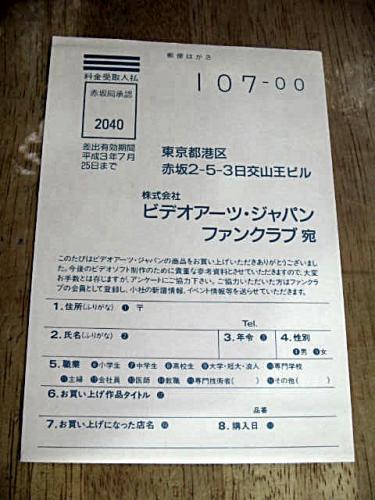 郵便はがき
料金受取人払
赤坂局承認
2040
差出有効期間
平成3年7月
25日まで
107-00
東京都港区
赤坂2-5-3日交山王ビル
株式会社
ビデオアーツ・ジャパン
ファンクラブ 宛
このたびはビデオアーツ・ジャパンの商品をお買い上げいただきありがとうございまし
た。今後のビデオソフト制作のために貴重な参考資料とさせていただきますので、大変
お手数とは存じますが、アンケートにご協力下さい。ご協力いただいた方はファンクラ
ブの会員として登録し、小社の新譜情報、イベント情報等を送らせていただきます。
1.住所(ふりがな) ❶ 〒
Tel.
2.氏名(ふりがな) ❷ 3.年令 ❸ 4.性別
❶男 ❷女
5.職業 ❶小学生 ❷中学生 ❸高校生 ❹大学・短大・浪人 ❺専門学校
主婦 会社員 医師 教職 専門技術者( ) その他( )
6.お買い上げ作品タイトル
品番
7.お買い上げになった店名 8.購入日